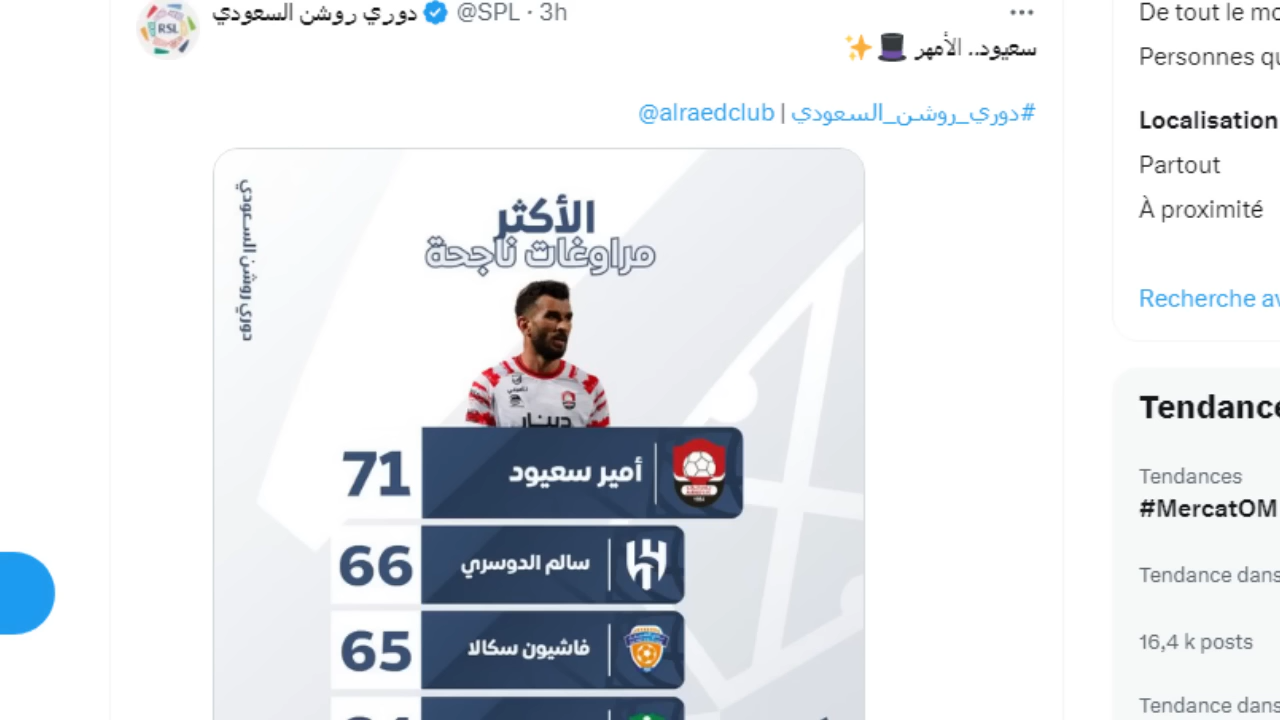 دوري روشن السعودي @SPL · 3h
سعيود.. الأمهر 🎩✨
#دوري_روشن_السعودي | @alraedclub
دوري روشن السعودي
الأكثر
مراوغات ناجحة
أمير سعيود 71
سالم الدوسري 66
فاشيون سكالا 65
RSL
De tout le mo
Personnes qu
Localisation
Partout
À proximité
Recherche av
Tendance
Tendances
#MercatOM
Tendance dans
16,4 k posts
Tendance dans